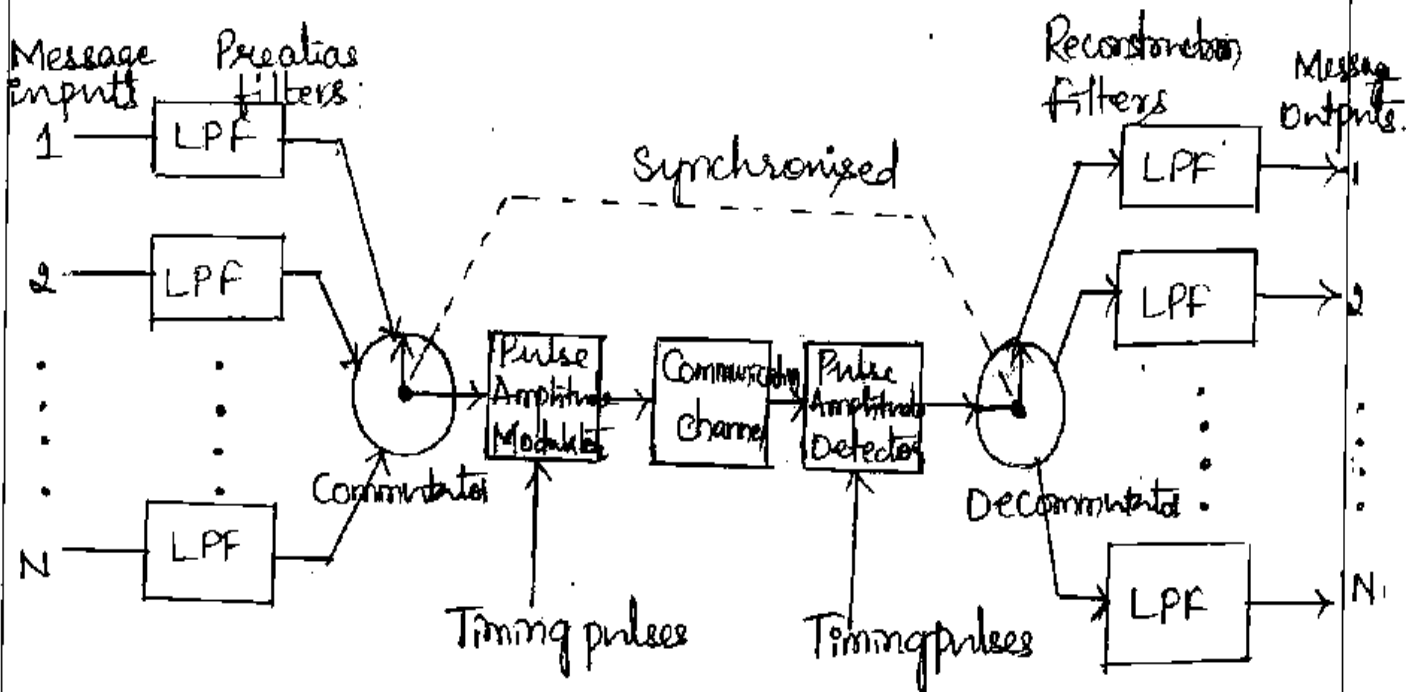 Message
inputs
Prealias
filters
Reconstruction
filters
Message
Outputs.
1
LPF
Synchronised
LPF
1
2
LPF
LPF
2
Pulse
Amplitude
Modulator
Communication
Channel
Pulse
Amplitude
Detector
Commutator
Decommutator
N
LPF
LPF
N
Timing pulses
Timing pulses